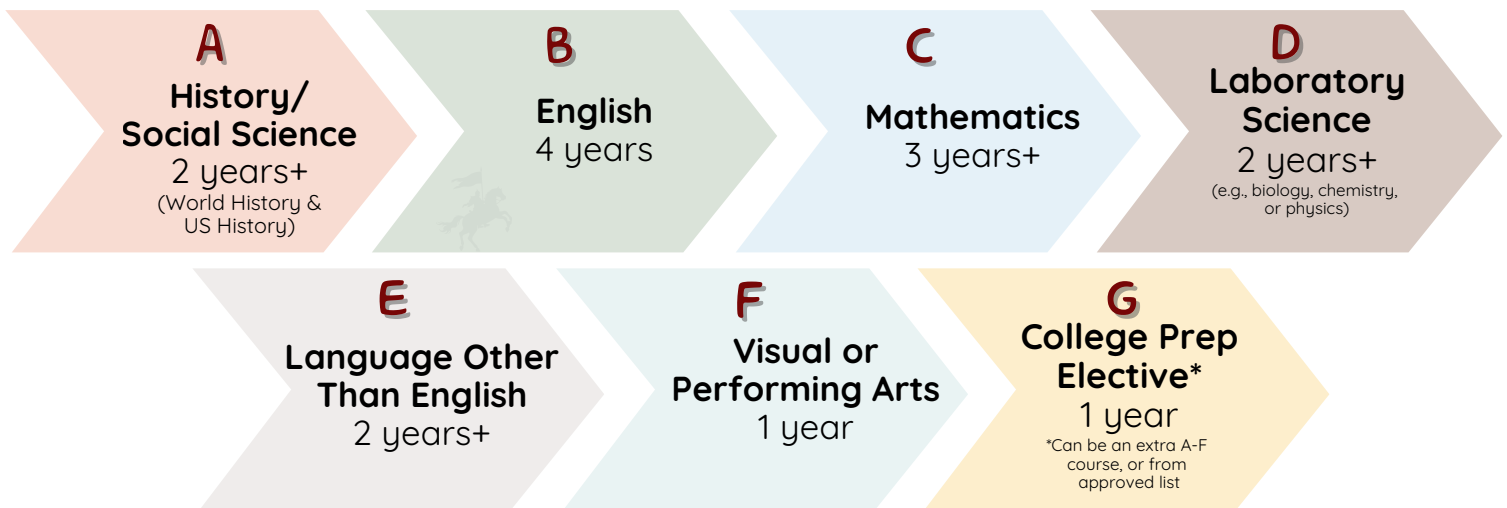 A
History/
Social Science
2 years+
(World History &
US History)
B
English
4 years
C
Mathematics
3 years+
D
Laboratory
Science
2 years+
(e.g., biology, chemistry,
or physics)
E
Language Other
Than English
2 years+
F
Visual or
Performing Arts
1 year
G
College Prep
Elective*
1 year
*Can be an extra A-F
course, or from
approved list